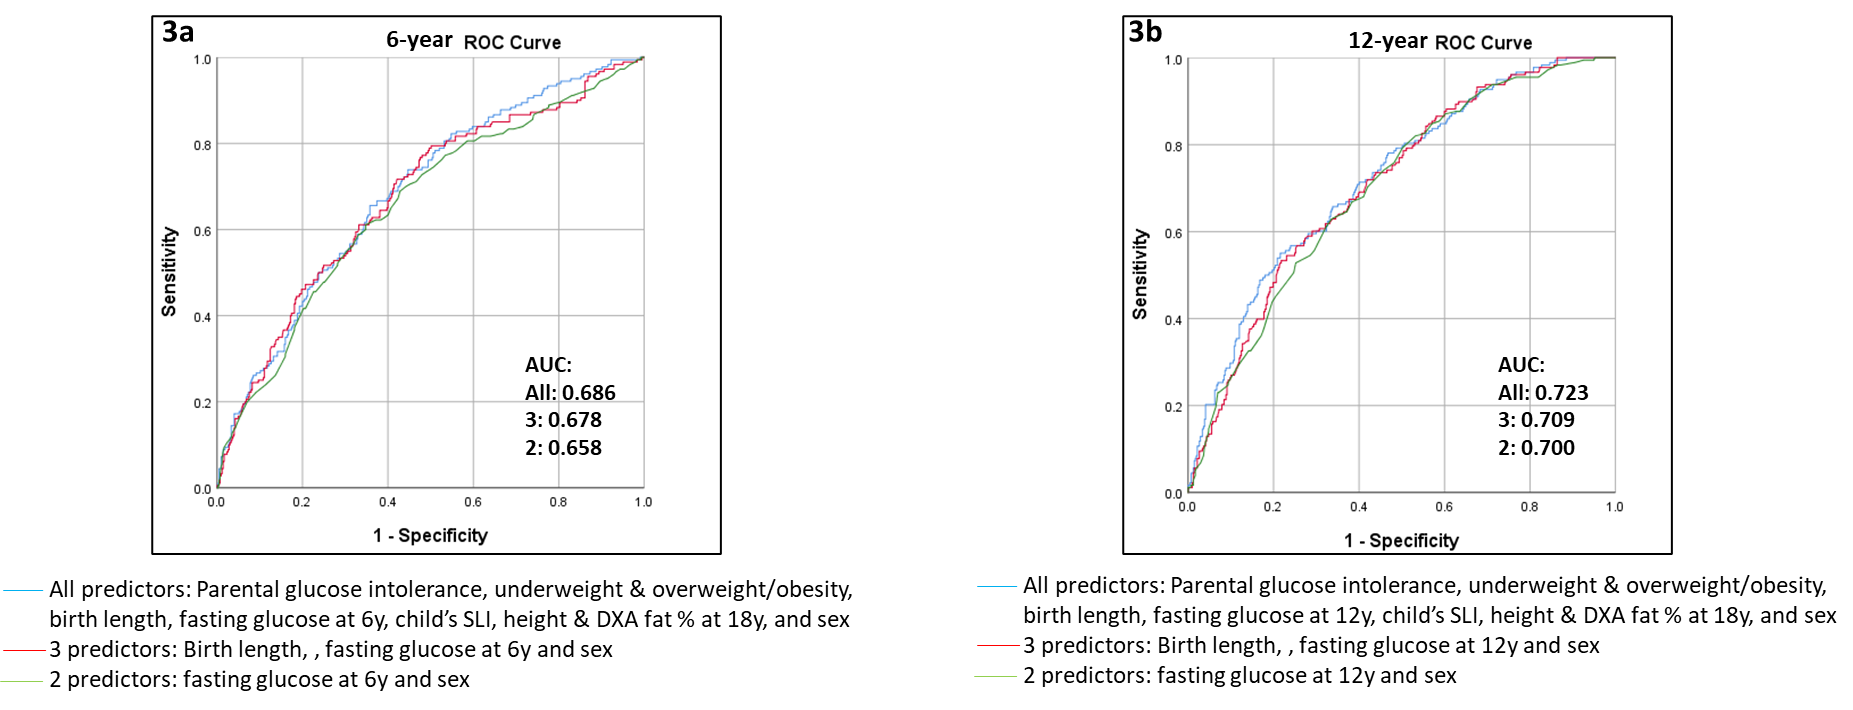 3a
6-year ROC Curve
1.0
0.8
0.6
0.4
0.2
0.0
Sensitivity
AUC:
All: 0.686
3: 0.678
2: 0.658
0.0 0.2 0.4 0.6 0.8 1.0
1 - Specificity
All predictors: Parental glucose intolerance, underweight & overweight/obesity,
birth length, fasting glucose at 6y, child's SLI, height & DXA fat % at 18y, and sex
3 predictors: Birth length, , fasting glucose at 6y and sex
2 predictors: fasting glucose at 6y and sex
3b
12-year ROC Curve
1.0
0.8
0.6
0.4
0.2
0.0
Sensitivity
AUC:
All: 0.723
3: 0.709
2: 0.700
0.0 0.2 0.4 0.6 0.8 1.0
1 - Specificity
All predictors: Parental glucose intolerance, underweight & overweight/obesity,
birth length, fasting glucose at 12y, child's SLI, height & DXA fat % at 18y, and sex
3 predictors: Birth length, , fasting glucose at 12y and sex
2 predictors: fasting glucose at 12y and sex